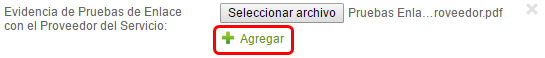 Evidencia de Pruebas de Enlace
con el Proveedor del Servicio:
Seleccionar archivo Pruebas Enla…roveedor.pdf
Agregar